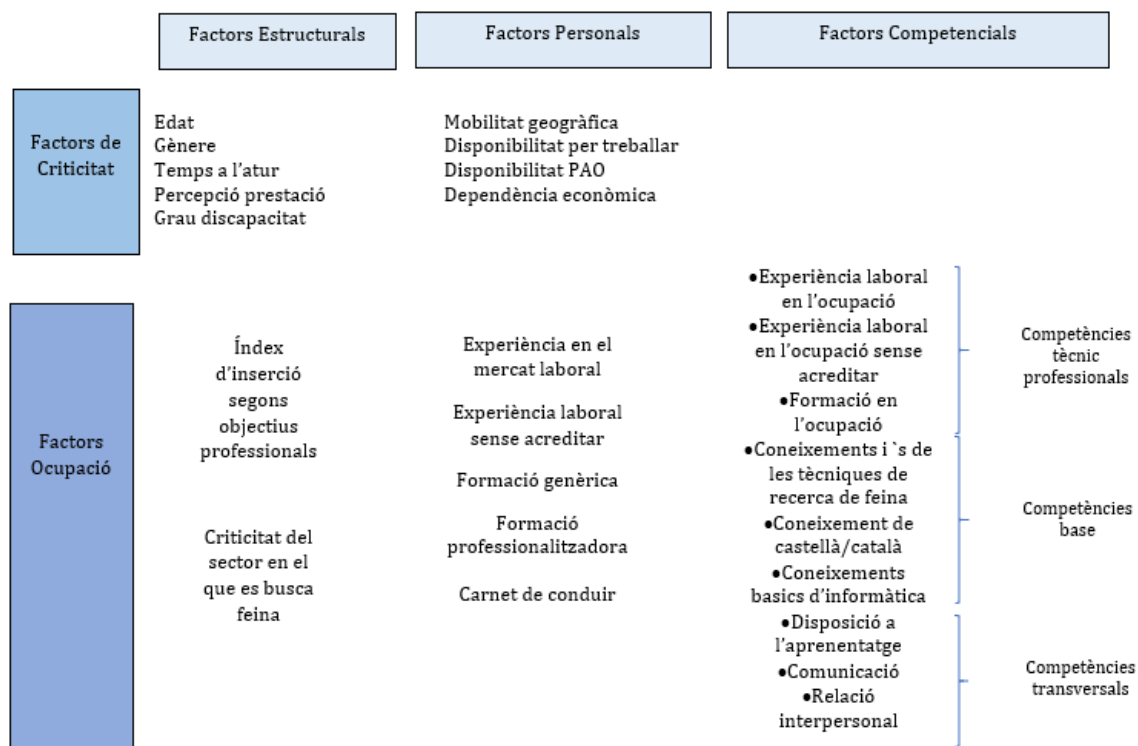 Factors Estructurals
Factors Personals
Factors Competencials
Factors de
Criticitat
Edat
Gènere
Temps a l'atur
Percepció prestació
Grau discapacitat
Mobilitat geogràfica
Disponibilitat per treballar
Disponibilitat PAO
Dependència econòmica
Factors
Ocupació
Índex
d'inserció
segons
objectius
professionals
Criticitat del
sector en el
que es busca
feina
Experiència en el
mercat laboral
Experiència laboral
sense acreditar
Formació genèrica
Formació
professionalitzadora
Carnet de conduir
●Experiència laboral
en l'ocupació
●Experiència laboral
en l'ocupació sense
acreditar
●Formació en
l'ocupació
Competències
tècnic
professionals
●Coneixements i `s de
les tècniques de
recerca de feina
●Coneixement de
castellà/català
●Coneixements
basics d'informàtica
Competències
base
●Disposició a
l'aprenentatge
●Comunicació
●Relació
interpersonal
Competències
transversals